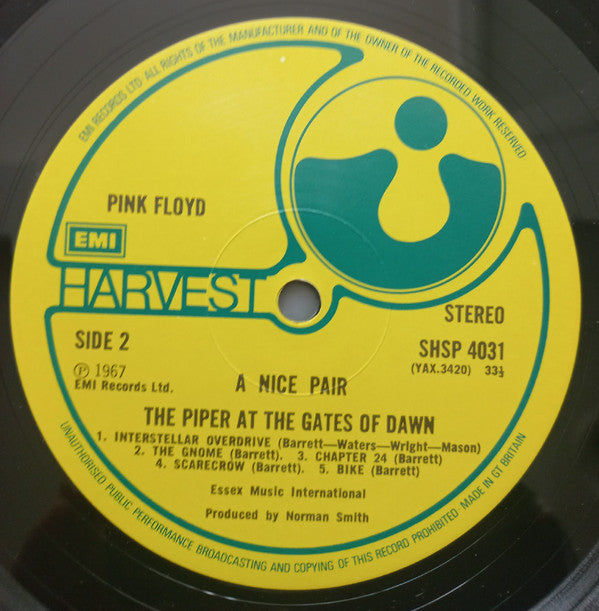 EMI RECORDS LTD. ALL RIGHTS OF THE MANUFACTURER AND OF THE OWNER OF THE RECORDED WORK RESERVED
PINK FLOYD
EMI
HARVEST
STEREO
SIDE 2
SHSP 4031
(YAX.3420) 33⅓
Ⓟ 1967
EMI Records Ltd.
A NICE PAIR
THE PIPER AT THE GATES OF DAWN
1. INTERSTELLAR OVERDRIVE (Barrett—Waters—Wright—Mason)
2. THE GNOME (Barrett). 3. CHAPTER 24 (Barrett)
4. SCARECROW (Barrett). 5. BIKE (Barrett)
Essex Music International
Produced by Norman Smith
UNAUTHORISED PUBLIC PERFORMANCE BROADCASTING AND COPYING OF THIS RECORD PROHIBITED · MADE IN GT BRITAIN